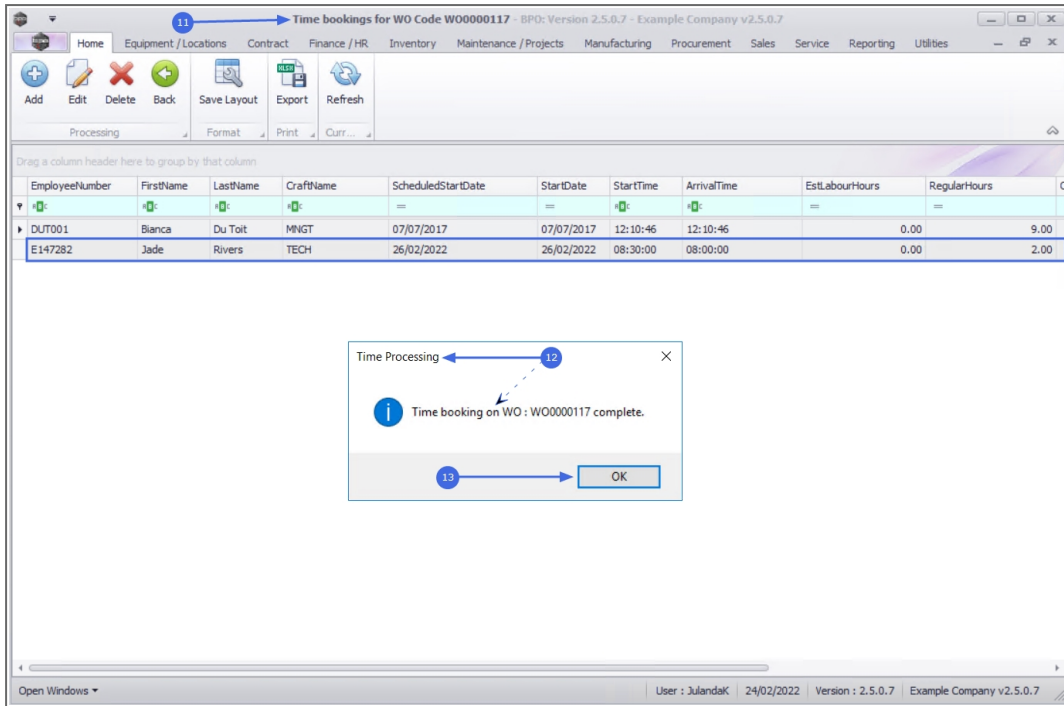 11
Time bookings for WO Code WO0000117 - BPO: Version 2.5.0.7 - Example Company v2.5.0.7
Home Equipment / Locations Contract Finance / HR Inventory Maintenance / Projects Manufacturing Procurement Sales Service Reporting Utilities
XLSX
Add Edit Delete Back Save Layout Export Refresh
Processing Format Print Curr...
Drag a column header here to group by that column
EmployeeNumber FirstName LastName CraftName ScheduledStartDate StartDate StartTime ArrivalTime EstLabourHours RegularHours
= = = =
DUT001 Bianca Du Toit MNGT 07/07/2017 07/07/2017 12:10:46 12:10:46 0.00 9.00
E147282 Jade Rivers TECH 26/02/2022 26/02/2022 08:30:00 08:00:00 0.00 2.00
Time Processing 12
Time booking on WO : WO0000117 complete.
13 OK
Open Windows User : JulandaK 24/02/2022 Version : 2.5.0.7 Example Company v2.5.0.7